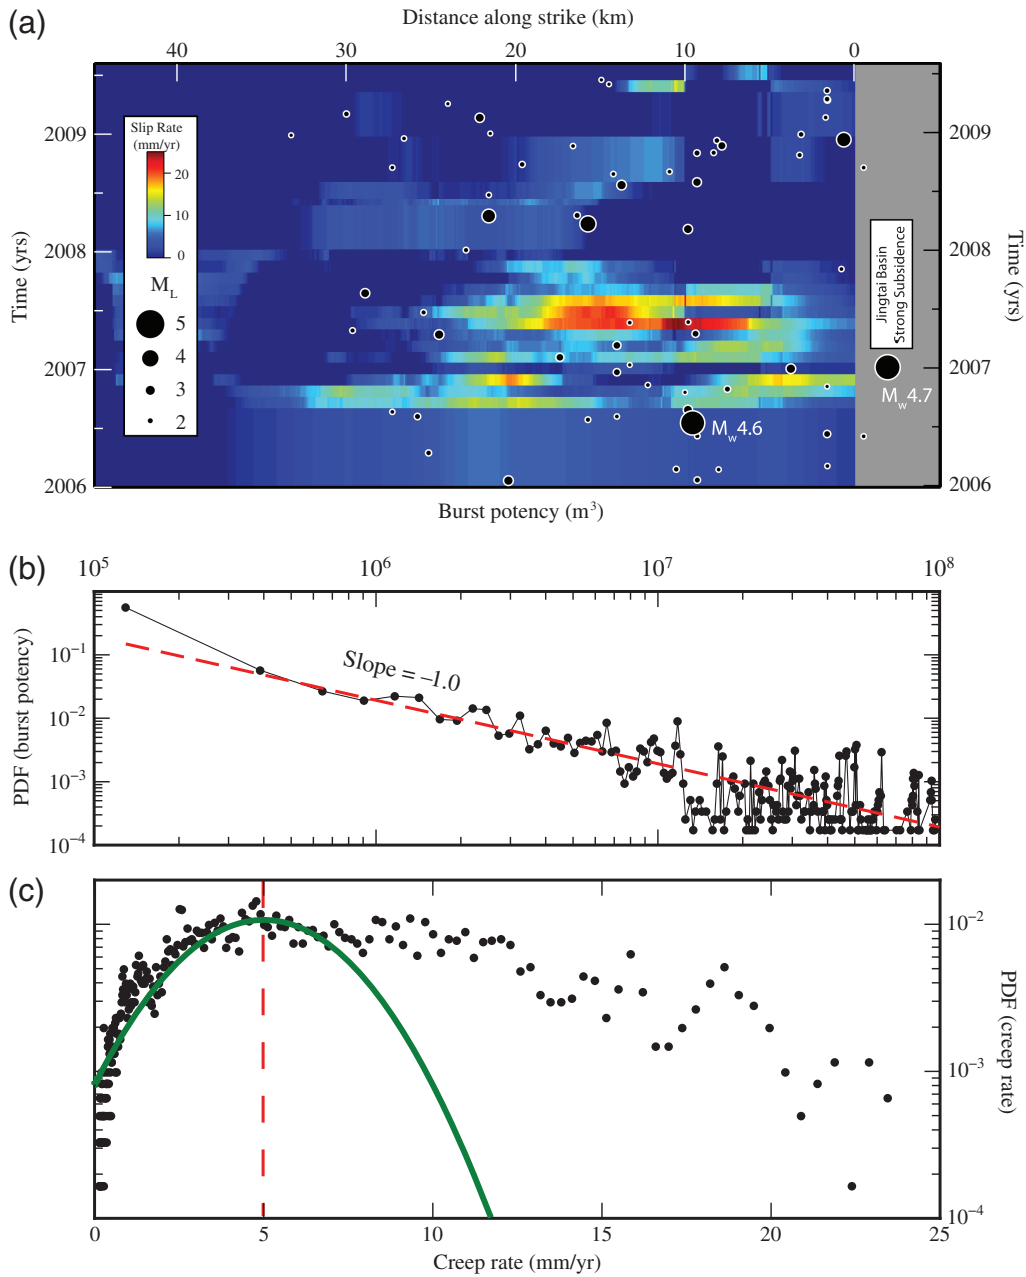 (a)
Distance along strike (km)
40 30 20 10 0
Slip Rate
(mm/yr)
20
10
0
M_L
5
4
3
2
2009
2008
2007
2006
Time (yrs)
2009
2008
2007
2006
Time (yrs)
Jingtai Basin
Strong Subsidence
M_w4.7
M_w4.6
Burst potency (m³)
(b)
10⁵ 10⁶ 10⁷ 10⁸
Slope = −1.0
10⁻¹
10⁻²
10⁻³
10⁻⁴
PDF (burst potency)
(c)
10⁻²
10⁻³
10⁻⁴
PDF (creep rate)
0 5 10 15 20 25
Creep rate (mm/yr)